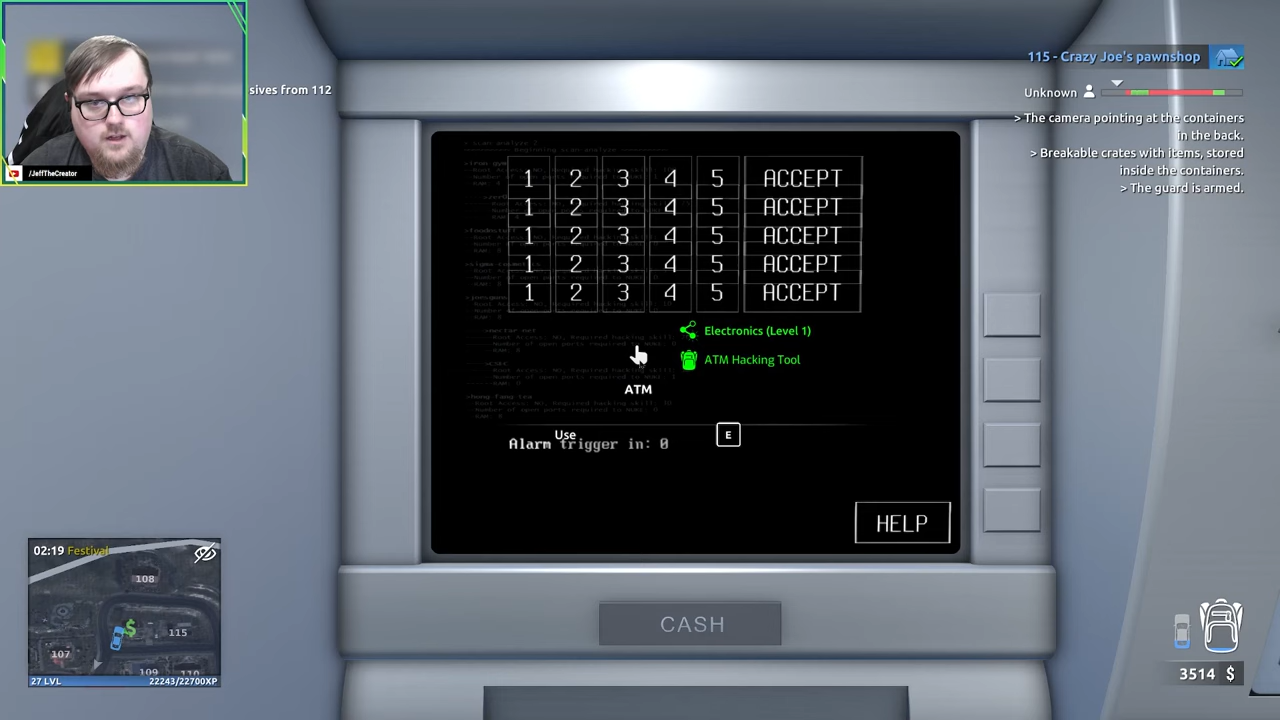 /JeffTheCreator
sives from 112
115 - Crazy Joe's pawnshop
Unknown
> The camera pointing at the containers
in the back.
> Breakable crates with items, stored
inside the containers.
> The guard is armed.
1 2 3 4 5 ACCEPT
1 2 3 4 5 ACCEPT
1 2 3 4 5 ACCEPT
1 2 3 4 5 ACCEPT
1 2 3 4 5 ACCEPT
Electronics (Level 1)
ATM Hacking Tool
ATM
Use E
Alarm trigger in: 0
HELP
CASH
02:19 Festival
108
115
107
109
110
27 LVL 22243/22700XP
3514 $